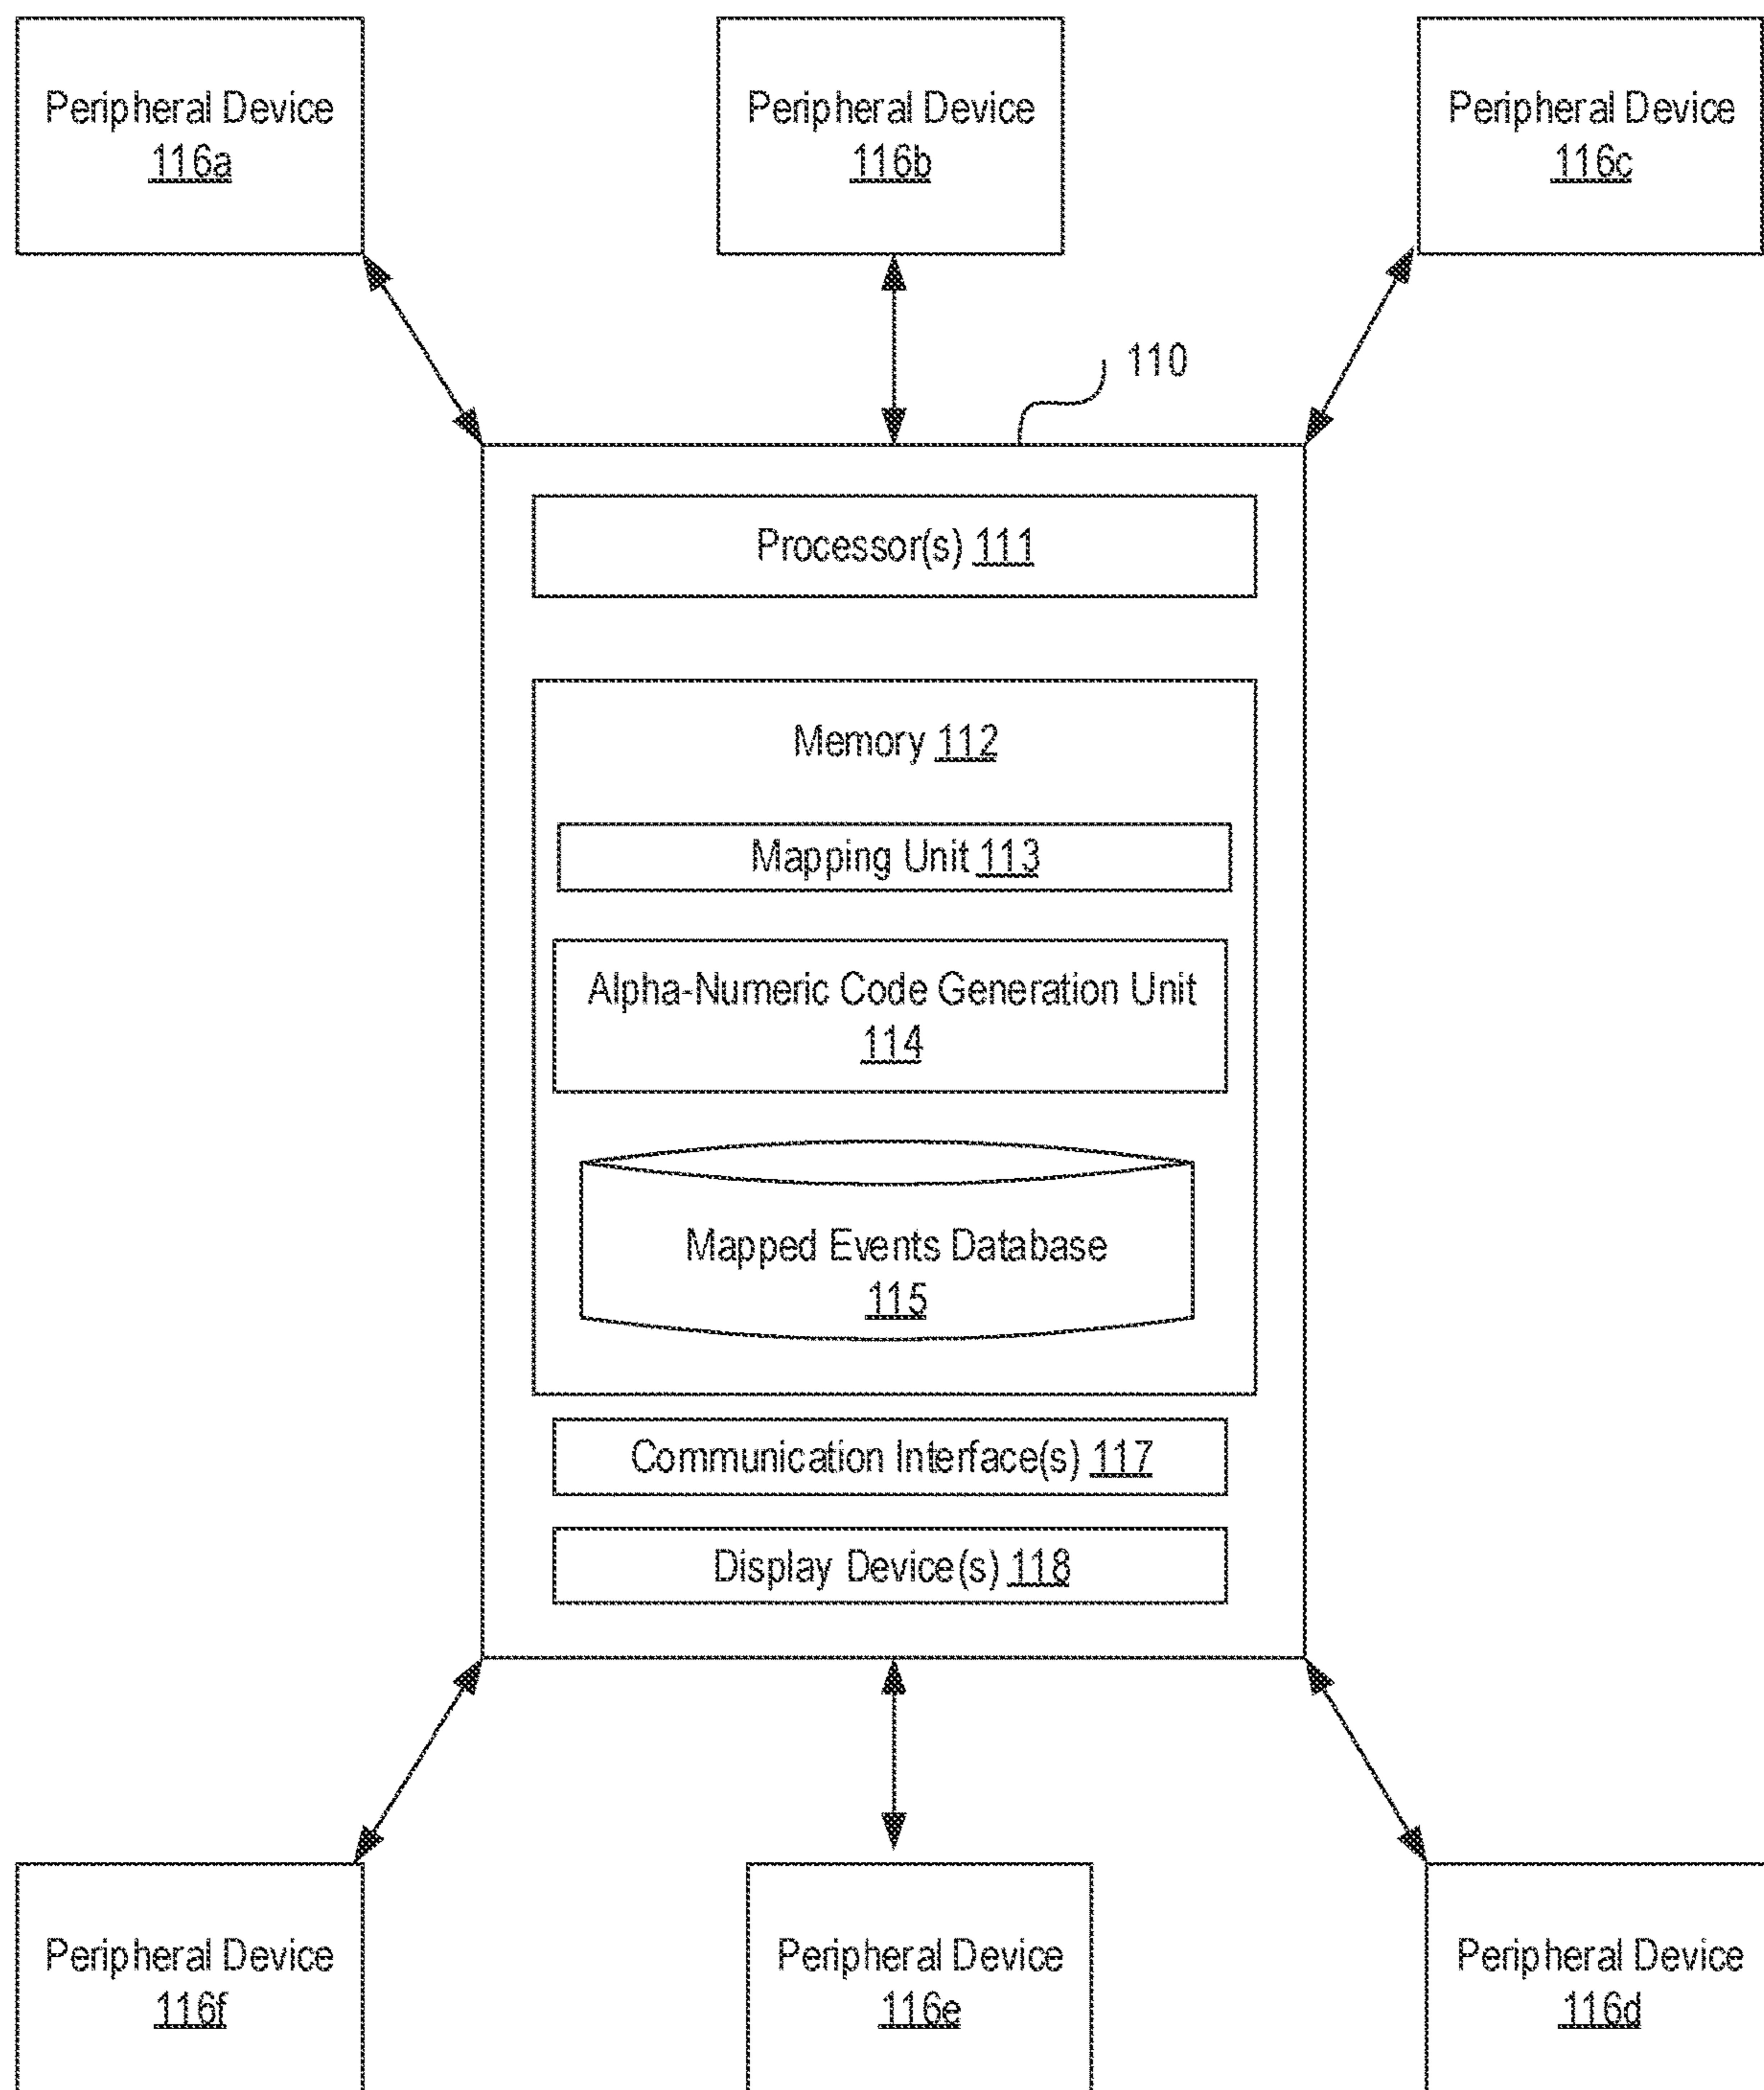 Peripheral Device
116a
Peripheral Device
116b
Peripheral Device
116c
110
Processor(s) 111
Memory 112
Mapping Unit 113
Alpha-Numeric Code Generation Unit
114
Mapped Events Database
115
Communication Interface(s) 117
Display Device(s) 118
Peripheral Device
116f
Peripheral Device
116e
Peripheral Device
116d